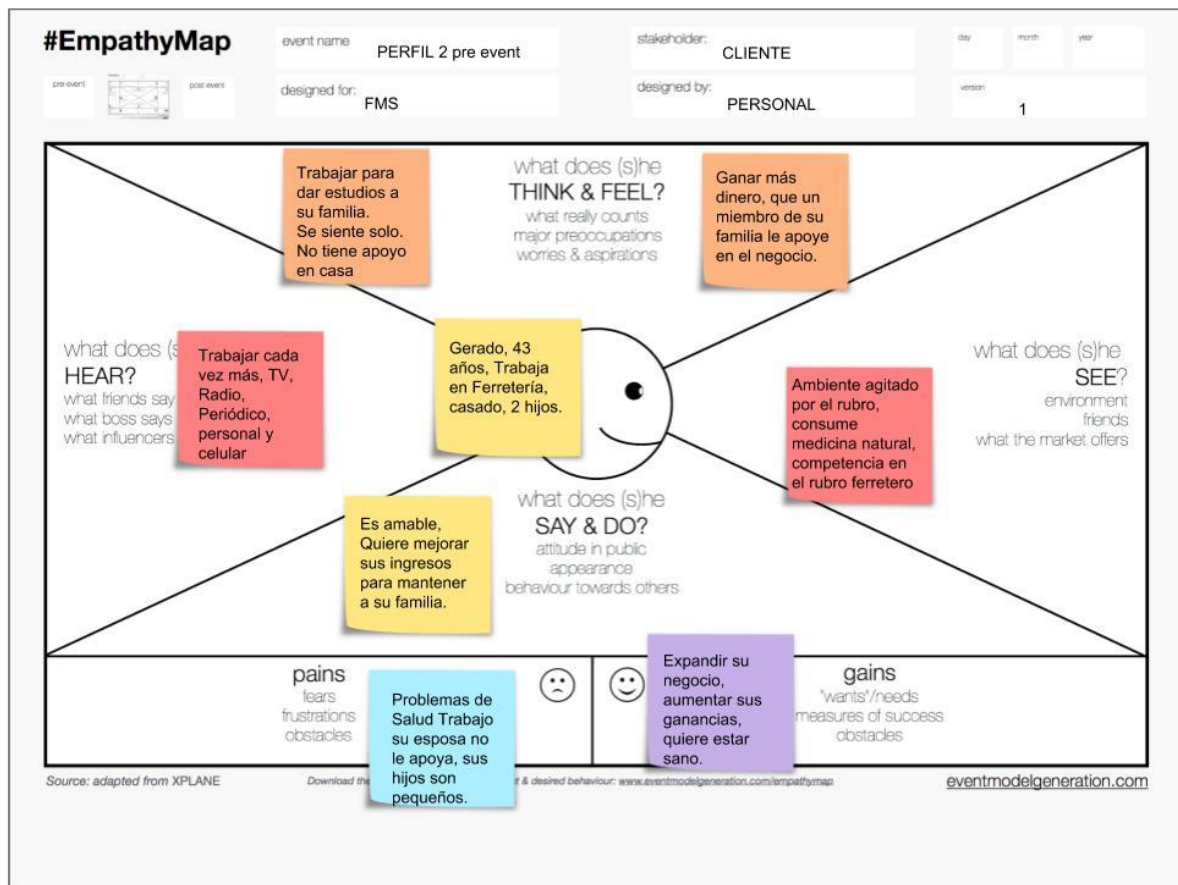 #EmpathyMap
event name
PERFIL 2 pre event
stakeholder:
CLIENTE
day
month
year
pre event
post event
designed for:
FMS
designed by:
PERSONAL
version
1
what does (s)he
THINK & FEEL?
what really counts
major preoccupations
worries & aspirations
Trabajar para
dar estudios a
su familia.
Se siente solo.
No tiene apoyo
en casa
Ganar más
dinero, que un
miembro de su
familia le apoye
en el negocio.
what does (s
HEAR?
what friends say
what boss says
what influencers
Trabajar cada
vez más, TV,
Radio,
Periódico,
personal y
celular
Gerado, 43
años, Trabaja
en Ferretería,
casado, 2 hijos.
what does (s)he
SEE?
environment
friends
what the market offers
Ambiente agitado
por el rubro,
consume
medicina natural,
competencia en
el rubro ferretero
what does (s)he
SAY & DO?
attitude in public
appearance
behaviour towards others
Es amable,
Quiere mejorar
sus ingresos
para mantener
a su familia.
pains
fears
frustrations
obstacles
Problemas de
Salud Trabajo
su esposa no
le apoya, sus
hijos son
pequeños.
Expandir su
negocio,
aumentar sus
ganancias,
quiere estar
sano.
gains
"wants"/needs
measures of success
obstacles
Source: adapted from XPLANE
Download the & desired behaviour: www.eventmodelgeneration.com/empathymap
eventmodelgeneration.com